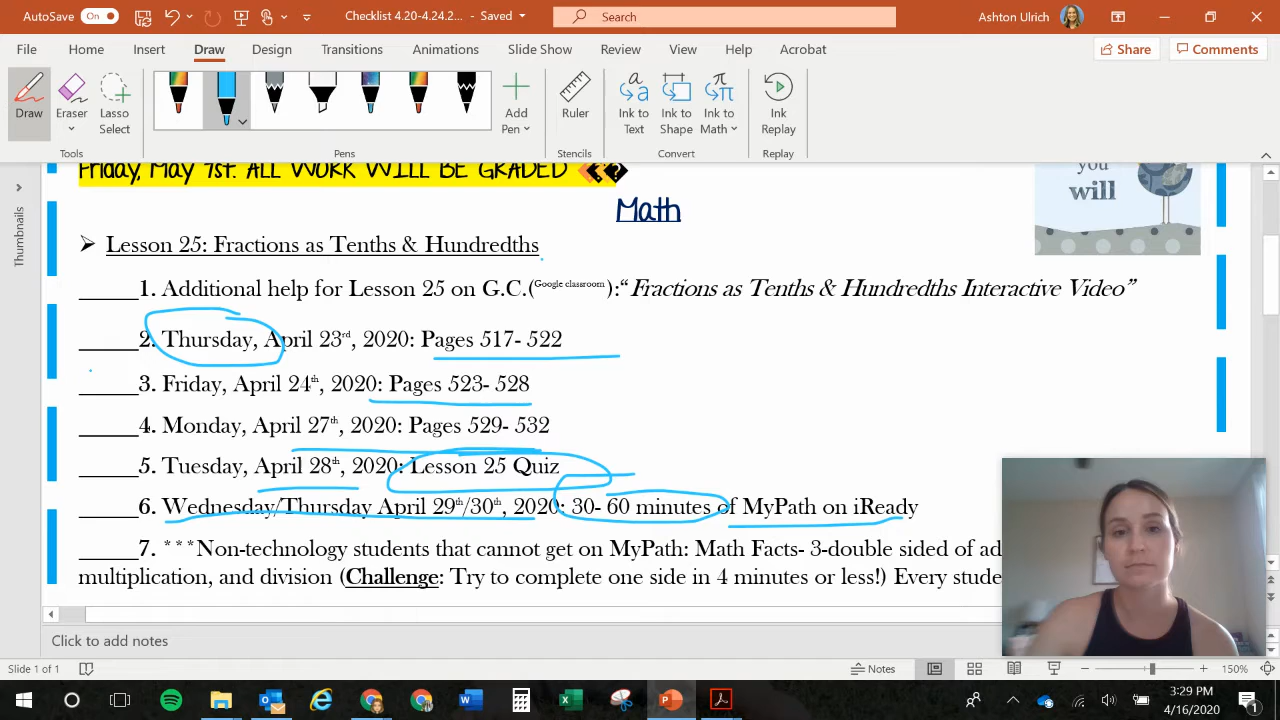 AutoSave On Checklist 4.20-4.24.2... - Saved Search Ashton Ulrich
File Home Insert Draw Design Transitions Animations Slide Show Review View Help Acrobat Share Comments
Draw Eraser Lasso Select Add Pen Ruler Ink to Text Ink to Shape Ink to Math Ink Replay
Tools Pens Stencils Convert Replay
Thumbnails
Friday, May 1st. ALL WORK WILL BE GRADED
you
will
Math
Lesson 25: Fractions as Tenths & Hundredths
_____1. Additional help for Lesson 25 on G.C.(Google classroom):“Fractions as Tenths & Hundredths Interactive Video”
_____2. Thursday, April 23rd, 2020: Pages 517- 522
_____3. Friday, April 24th, 2020: Pages 523- 528
_____4. Monday, April 27th, 2020: Pages 529- 532
_____5. Tuesday, April 28th, 2020: Lesson 25 Quiz
_____6. Wednesday/Thursday April 29th/30th, 2020: 30- 60 minutes of MyPath on iReady
_____7. ***Non-technology students that cannot get on MyPath: Math Facts- 3-double sided of ad
multiplication, and division (Challenge: Try to complete one side in 4 minutes or less!) Every stude
Click to add notes
Slide 1 of 1 Notes 150%
3:29 PM
4/16/2020
1